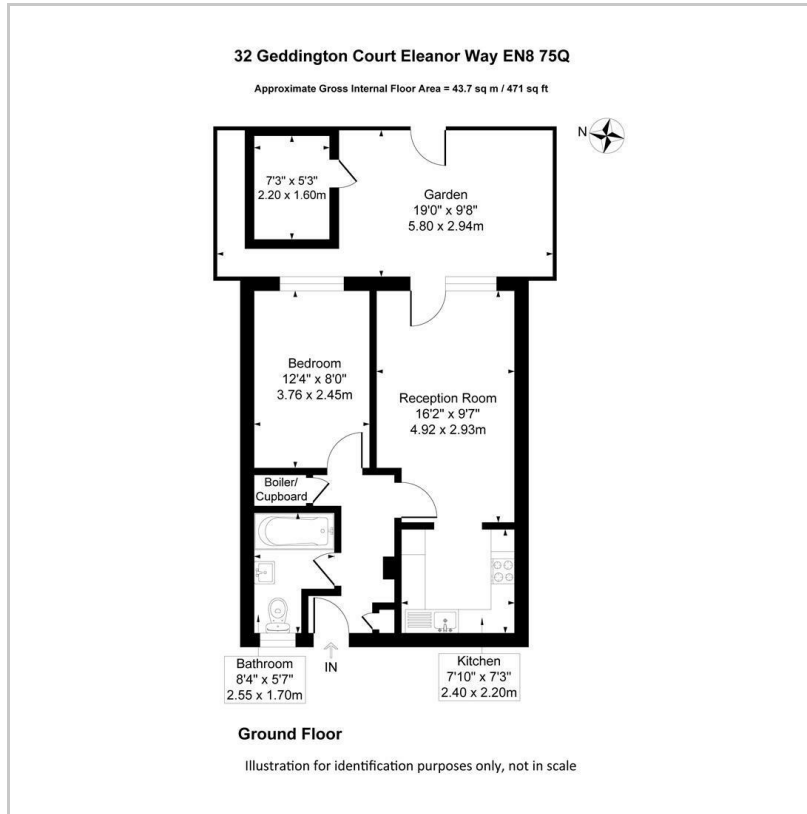 32 Geddington Court Eleanor Way EN8 75Q
Approximate Gross Internal Floor Area = 43.7 sq m / 471 sq ft
N
7'3" x 5'3"
2.20 x 1.60m
Garden
19'0" x 9'8"
5.80 x 2.94m
Bedroom
12'4" x 8'0"
3.76 x 2.45m
Reception Room
16'2" x 9'7"
4.92 x 2.93m
Boiler/
Cupboard
IN
Bathroom
8'4" x 5'7"
2.55 x 1.70m
Kitchen
7'10" x 7'3"
2.40 x 2.20m
Ground Floor
Illustration for identification purposes only, not in scale